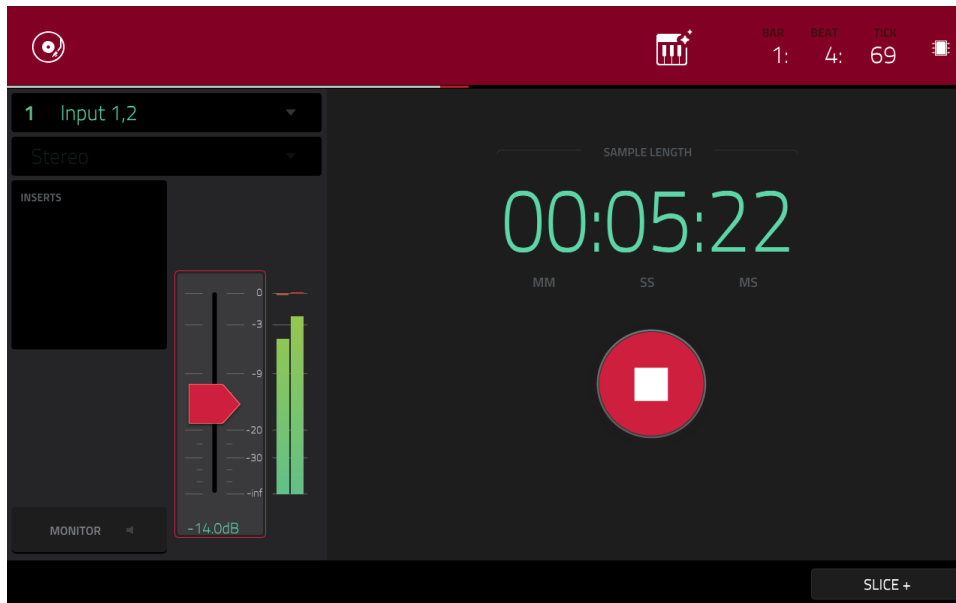 BAR BEAT TICK
1: 4: 69
1 Input 1,2
Stereo
INSERTS
0
-3
-9
-20
-30
-inf
-14.0dB
MONITOR
SAMPLE LENGTH
00:05:22
MM SS MS
SLICE +